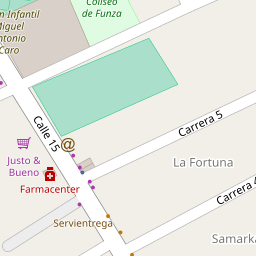 Coliseo
de Funza
n Infantil
Miguel
Antonio
Caro
Calle 15
Carrera 5
@
Justo &
Bueno
La Fortuna
Farmacenter
Carrera 4
Servientrega
Samarka